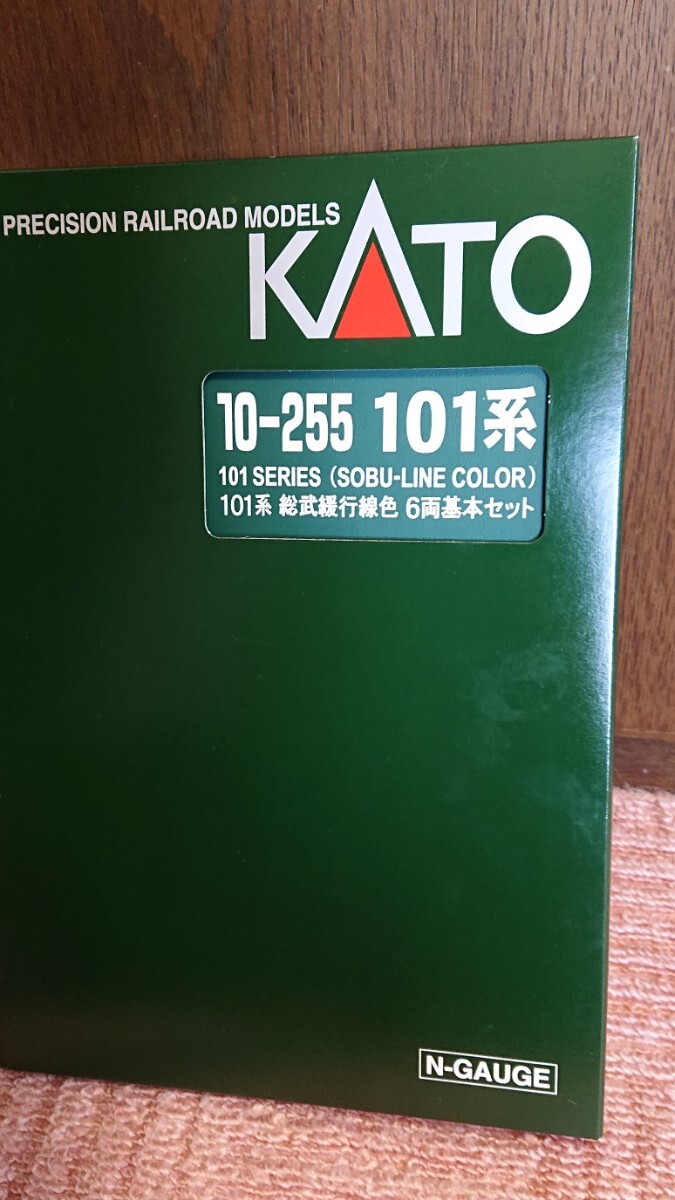 PRECISION RAILROAD MODELS
KATO
10-255 101系
101 SERIES (SOBU-LINE COLOR)
101系 総武緩行線色 6両基本セット
N-GAUGE